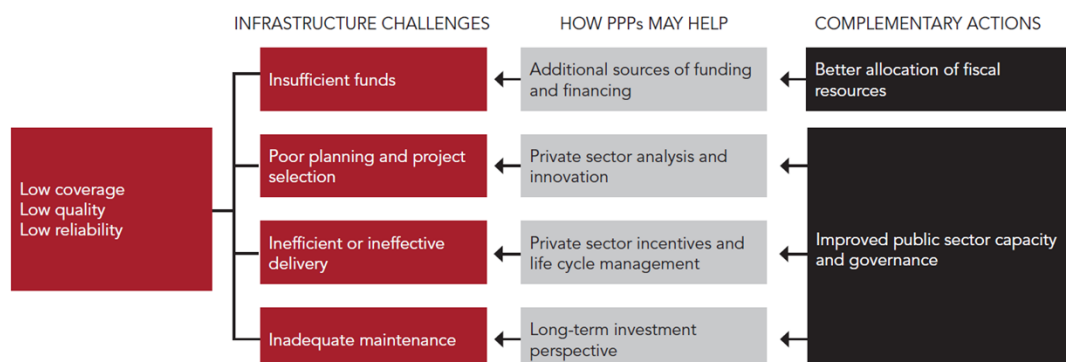 INFRASTRUCTURE CHALLENGES
HOW PPPs MAY HELP
COMPLEMENTARY ACTIONS
Low coverage
Low quality
Low reliability
Insufficient funds
Additional sources of funding
and financing
Better allocation of fiscal
resources
Poor planning and project
selection
Private sector analysis and
innovation
Inefficient or ineffective
delivery
Private sector incentives and
life cycle management
Improved public sector capacity
and governance
Inadequate maintenance
Long-term investment
perspective